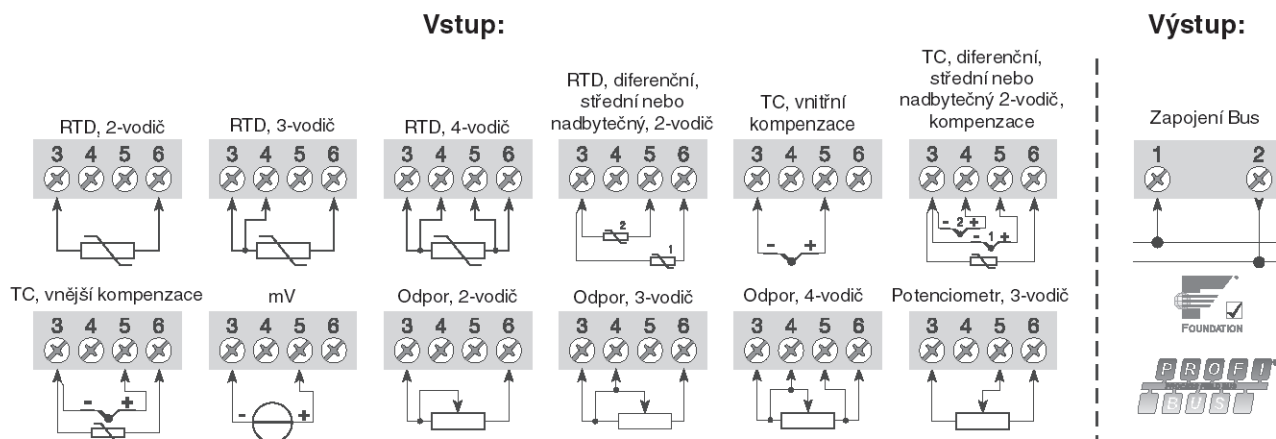 Vstup:
Výstup:
RTD, 2-vodič
3 4 5 6
RTD, 3-vodič
3 4 5 6
RTD, 4-vodič
3 4 5 6
RTD, diferenční,
střední nebo
nadbytečný, 2-vodič
3 4 5 6
2
1
TC, vnitřní
kompenzace
3 4 5 6
- +
TC, diferenční,
střední nebo
nadbytečný 2-vodič,
kompenzace
3 4 5 6
- 2 +
- 1 +
Zapojení Bus
1 2
TC, vnější kompenzace
3 4 5 6
- +
mV
3 4 5 6
- +
Odpor, 2-vodič
3 4 5 6
Odpor, 3-vodič
3 4 5 6
Odpor, 4-vodič
3 4 5 6
Potenciometr, 3-vodič
3 4 5 6
FOUNDATION
PROFI
PROCESS FIELD BUS
BUS